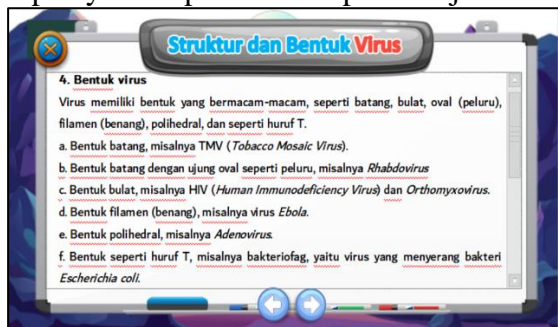 Struktur dan Bentuk Virus
4. Bentuk virus
Virus memiliki bentuk yang bermacam-macam, seperti batang, bulat, oval (peluru),
filamen (benang), polihedral, dan seperti huruf T.
a. Bentuk batang, misalnya TMV (Tobacco Mosaic Virus).
b. Bentuk batang dengan ujung oval seperti peluru, misalnya Rhabdovirus
c. Bentuk bulat, misalnya HIV (Human Immunodeficiency Virus) dan Orthomyxovirus.
d. Bentuk filamen (benang), misalnya virus Ebola.
e. Bentuk polihedral, misalnya Adenovirus.
f. Bentuk seperti huruf T, misalnya bakteriofag, yaitu virus yang menyerang bakteri
Escherichia coli.